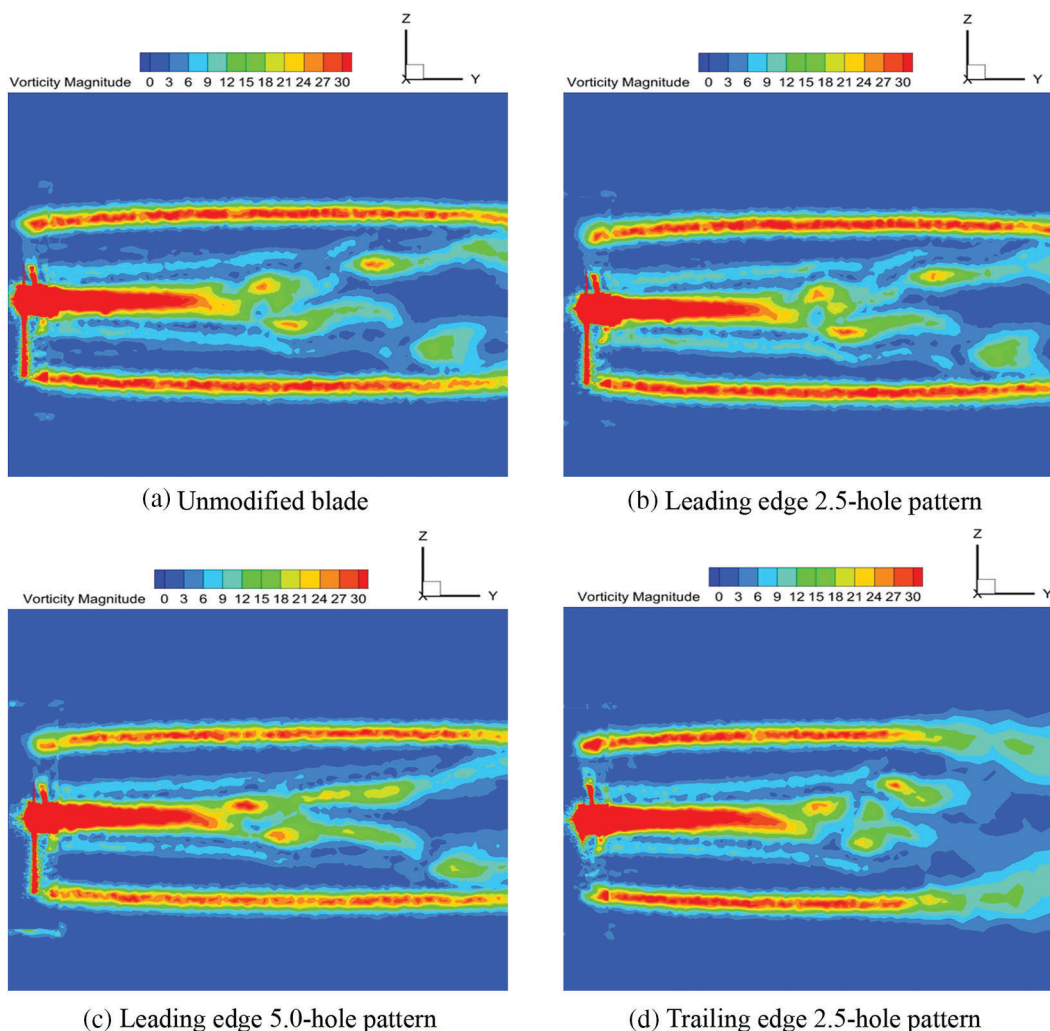 Z
Vorticity Magnitude 0 3 6 9 12 15 18 21 24 27 30
X Y
Z
Vorticity Magnitude 0 3 6 9 12 15 18 21 24 27 30
X Y
(a) Unmodified blade
(b) Leading edge 2.5-hole pattern
Z
Vorticity Magnitude 0 3 6 9 12 15 18 21 24 27 30
X Y
Z
Vorticity Magnitude 0 3 6 9 12 15 18 21 24 27 30
X Y
(c) Leading edge 5.0-hole pattern
(d) Trailing edge 2.5-hole pattern